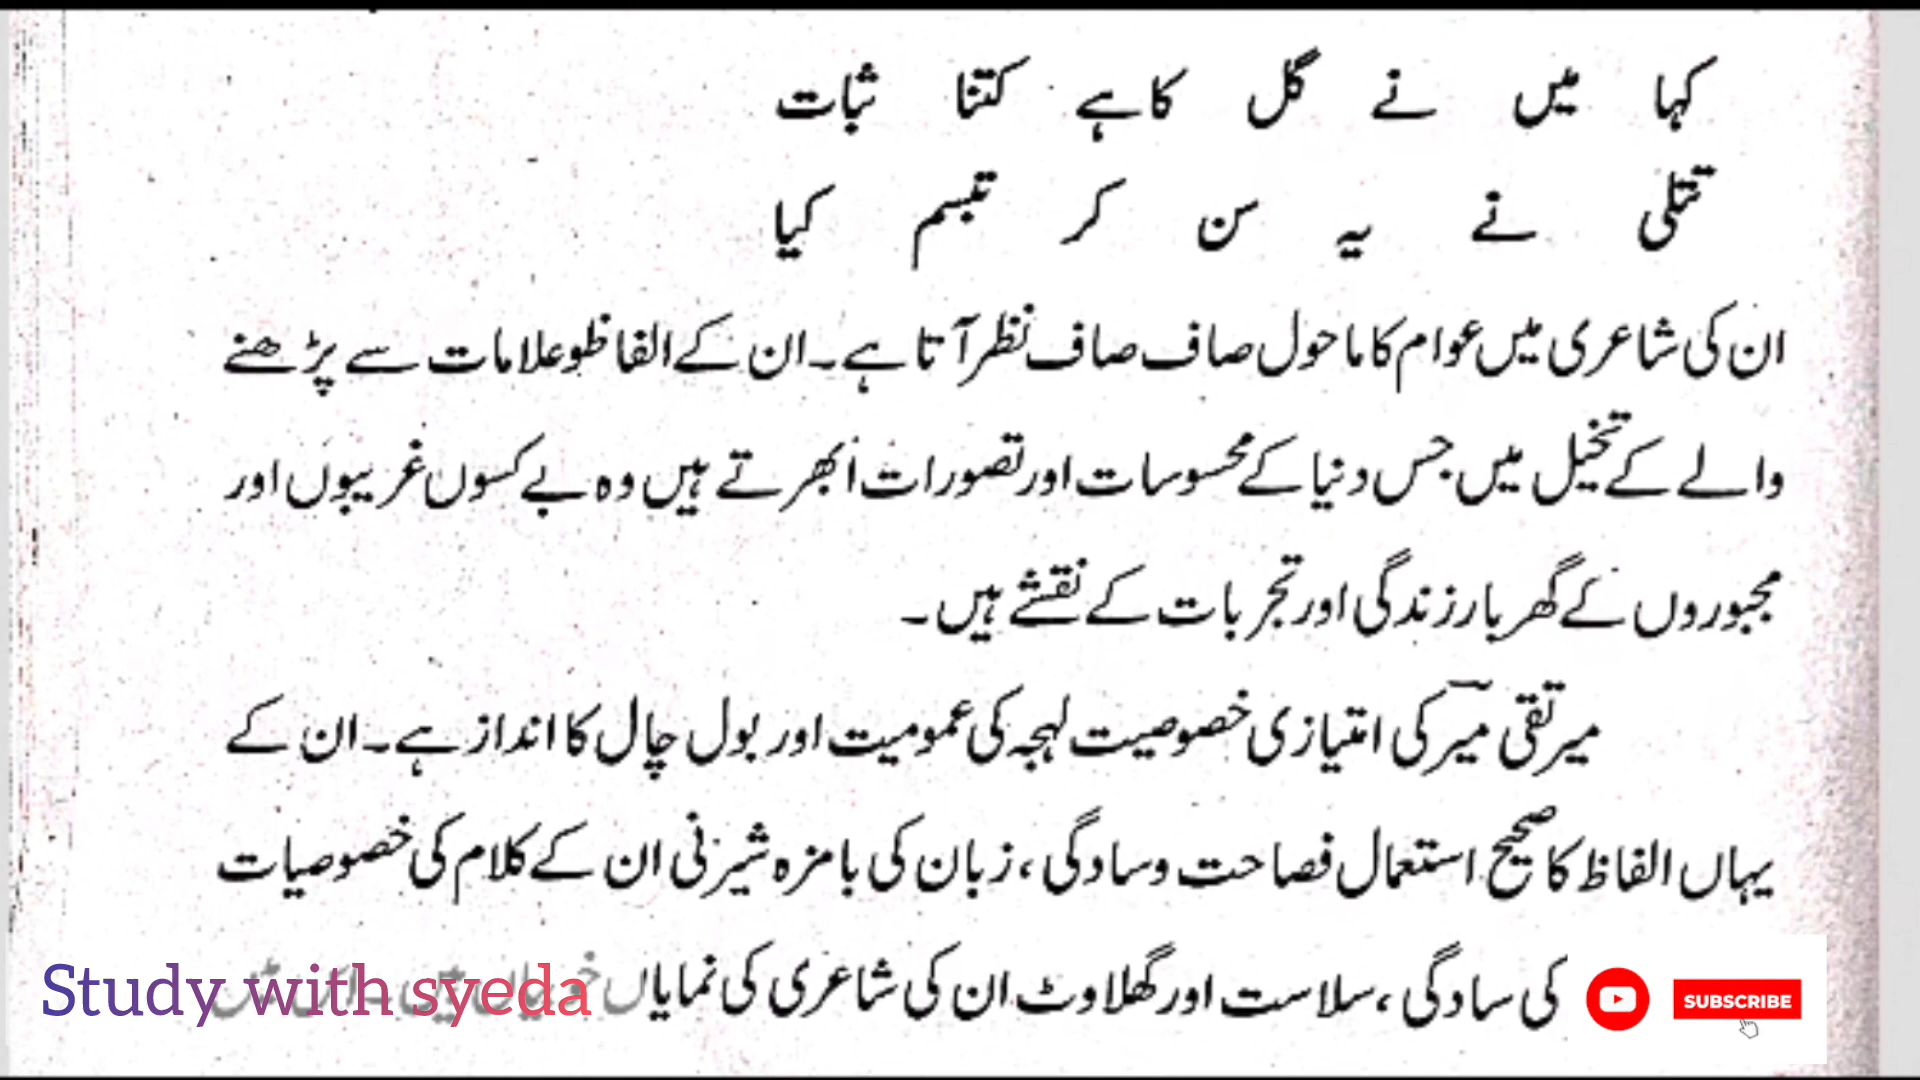 کہا میں نے گل کا ہے کتنا ثبات
تتلی نے یہ سن کر تبسم کیا
ان کی شاعری میں عوام کا ماحول صاف صاف نظر آتا ہے۔ ان کے الفاظ وعلامات سے پڑھنے
والے کے تخیل میں جس دنیا کے محسوسات اور تصورات ابھرتے ہیں وہ بے کسوں غریبوں اور
مجبوروں کے گھر بار زندگی اور تجربات کے نقشے ہیں۔
میر تقی میرؔ کی امتیازی خصوصیت لہجہ کی عمومیت اور بول چال کا انداز ہے۔ ان کے
یہاں الفاظ کا صحیح استعمال فصاحت وسادگی، زبان کی بامزہ شیرنی ان کے کلام کی خصوصیات
کی سادگی، سلاست اور گھلاوٹ ان کی شاعری کی نمایاں
Study with syeda
SUBSCRIBE